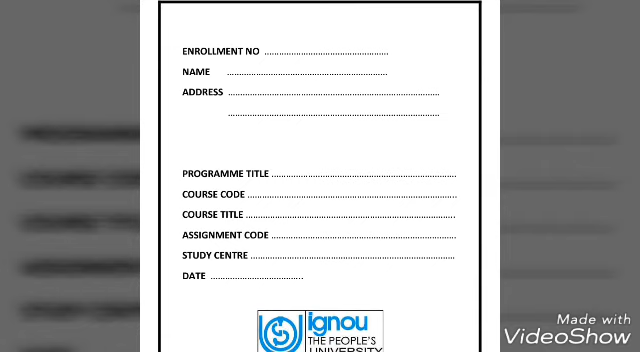 ENROLLMENT NO ..................................................
NAME .................................................................
ADDRESS ......................................................................................
......................................................................................
PROGRAMME TITLE ...........................................................................
COURSE CODE .....................................................................................
COURSE TITLE .....................................................................................
ASSIGNMENT CODE ...........................................................................
STUDY CENTRE ...................................................................................
DATE .....................................
ignou
THE PEOPLE'S
UNIVERSITY
Made with
VideoShow